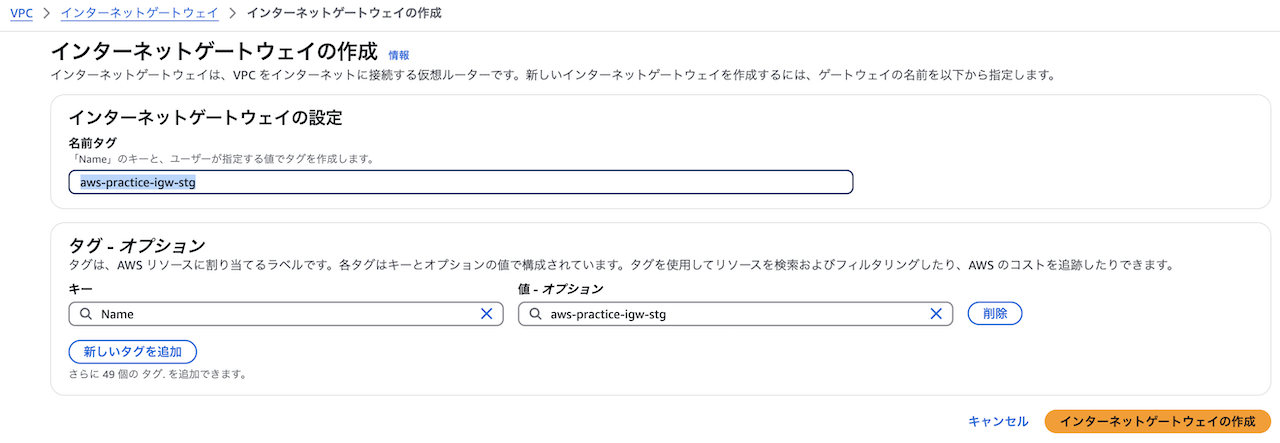 VPC > インターネットゲートウェイ > インターネットゲートウェイの作成
インターネットゲートウェイの作成 情報
インターネットゲートウェイは、VPC をインターネットに接続する仮想ルーターです。新しいインターネットゲートウェイを作成するには、ゲートウェイの名前を以下から指定します。
インターネットゲートウェイの設定
名前タグ
「Name」のキーと、ユーザーが指定する値でタグを作成します。
aws-practice-igw-stg
タグ - オプション
タグは、AWS リソースに割り当てるラベルです。各タグはキーとオプションの値で構成されています。タグを使用してリソースを検索およびフィルタリングしたり、AWS のコストを追跡したりできます。
キー 値 - オプション
Name aws-practice-igw-stg 削除
新しいタグを追加
さらに 49 個の タグ. を追加できます。
キャンセル インターネットゲートウェイの作成